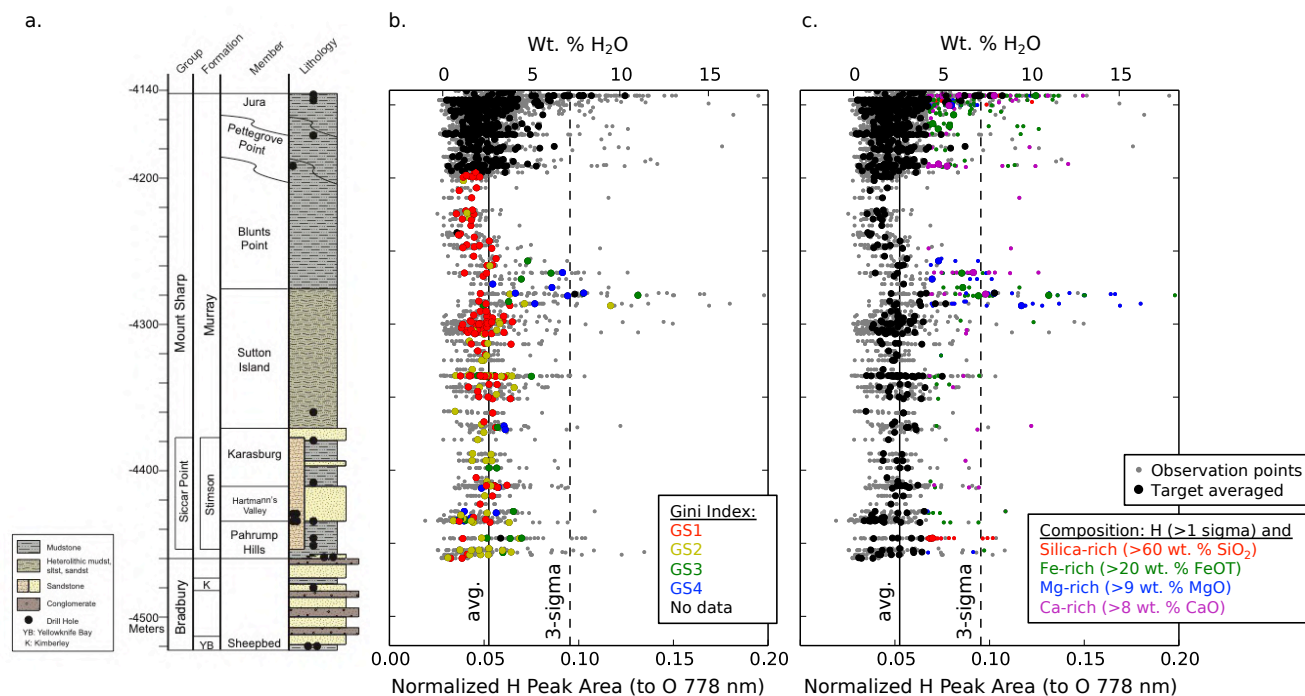 a.
b.
c.
Group
Formation
Member
Lithology
-4140
-4200
-4300
-4400
-4500
Meters
Mount Sharp
Siccar Point
Bradbury
Murray
Stimson
K
YB
Jura
Pettegrove
Point
Blunts
Point
Sutton
Island
Karasburg
Hartmann's
Valley
Pahrump
Hills
Sheepbed
Mudstone
Heterolithic mudst,
sltst, sandst
Sandstone
Conglomerate
Drill Hole
YB: Yellowknife Bay
K: Kimberley
Wt. % H2O
0 5 10 15
avg.
3-sigma
Gini Index:
GS1
GS2
GS3
GS4
No data
0.00 0.05 0.10 0.15 0.20
Normalized H Peak Area (to O 778 nm)
Wt. % H2O
0 5 10 15
avg.
3-sigma
Observation points
Target averaged
Composition: H (>1 sigma) and
Silica-rich (>60 wt. % SiO2)
Fe-rich (>20 wt. % FeOT)
Mg-rich (>9 wt. % MgO)
Ca-rich (>8 wt. % CaO)
0.05 0.10 0.15 0.20
Normalized H Peak Area (to O 778 nm)